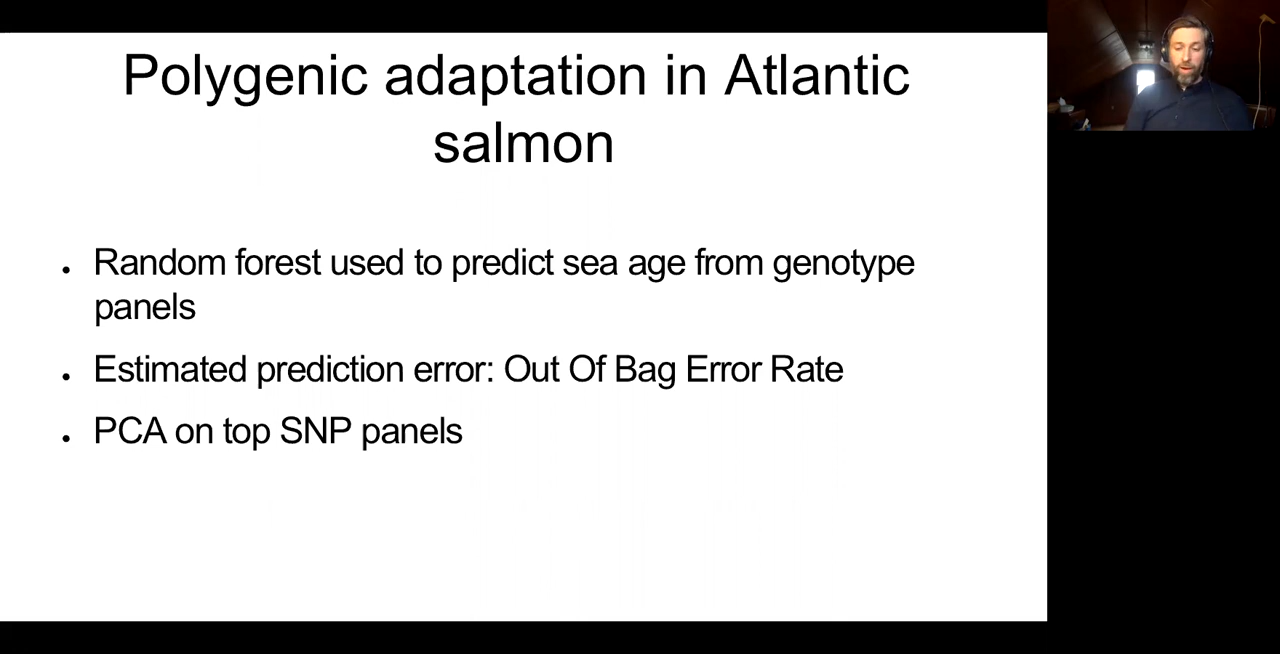 Polygenic adaptation in Atlantic
salmon
• Random forest used to predict sea age from genotype
panels
• Estimated prediction error: Out Of Bag Error Rate
• PCA on top SNP panels